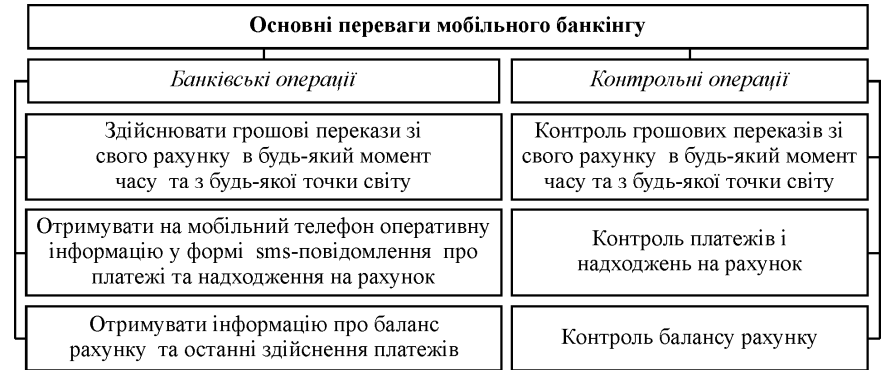 Основні переваги мобільного банкінгу
Банківські операції
Контрольні операції
Здійснювати грошові перекази зі
свого рахунку в будь-який момент
часу та з будь-якої точки світу
Контроль грошових переказів зі
свого рахунку в будь-який момент
часу та з будь-якої точки світу
Отримувати на мобільний телефон оперативну
інформацію у формі sms-повідомлення про
платежі та надходження на рахунок
Контроль платежів і
надходжень на рахунок
Отримувати інформацію про баланс
рахунку та останні здійснення платежів
Контроль балансу рахунку